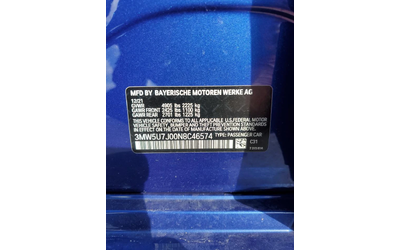 MFD BY BAYERISCHE MOTOREN WERKE AG
12/21
GVWR 4905 lbs 2225 kg
GAWR FRONT 2425 lbs 1100 kg
GAWR REAR 2701 lbs 1225 kg
THIS VEHICLE CONFORMS TO ALL APPLICABLE
FEDERAL MOTOR VEHICLE SAFETY, BUMPER,
AND THEFT PREVENTION STANDARDS
IN EFFECT ON THE DATE OF MANUFACTURE
SHOWN ABOVE.
3MW5U7J00N8C46574
TYPE: PASSENGER CAR
C31